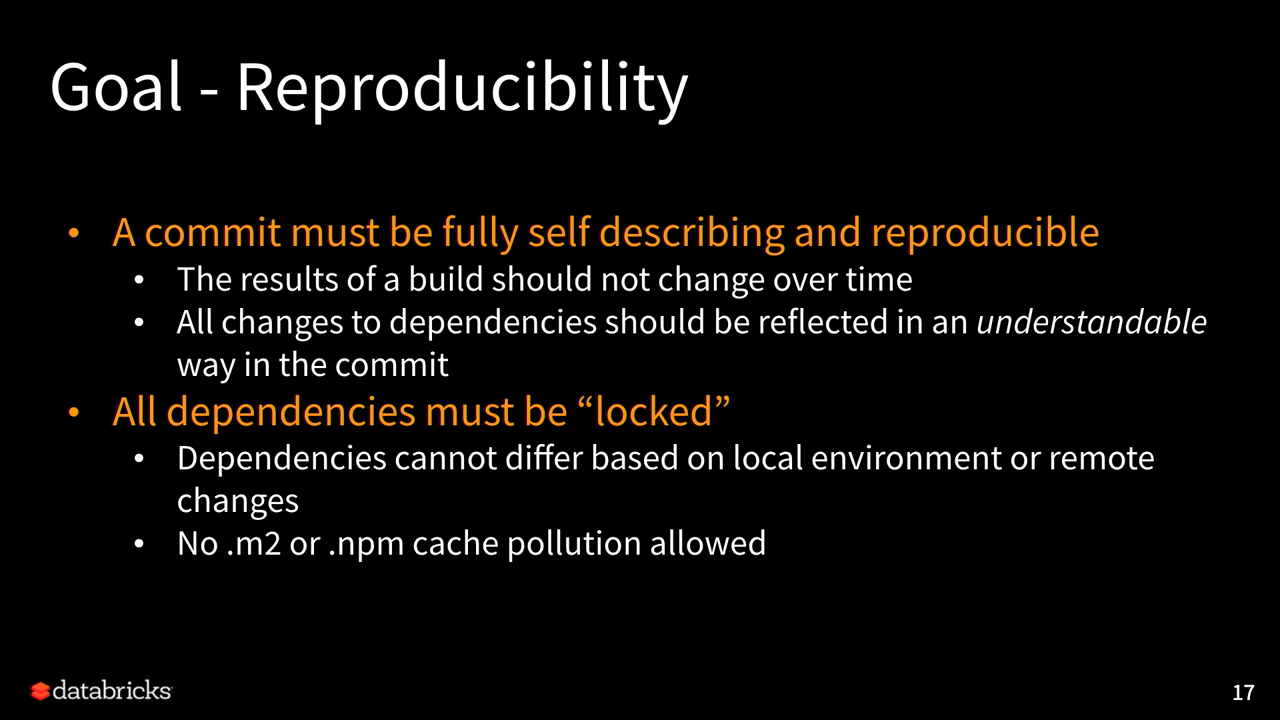 Goal - Reproducibility
• A commit must be fully self describing and reproducible
• The results of a build should not change over time
• All changes to dependencies should be reflected in an understandable
way in the commit
• All dependencies must be “locked”
• Dependencies cannot differ based on local environment or remote
changes
• No .m2 or .npm cache pollution allowed
databricks
17